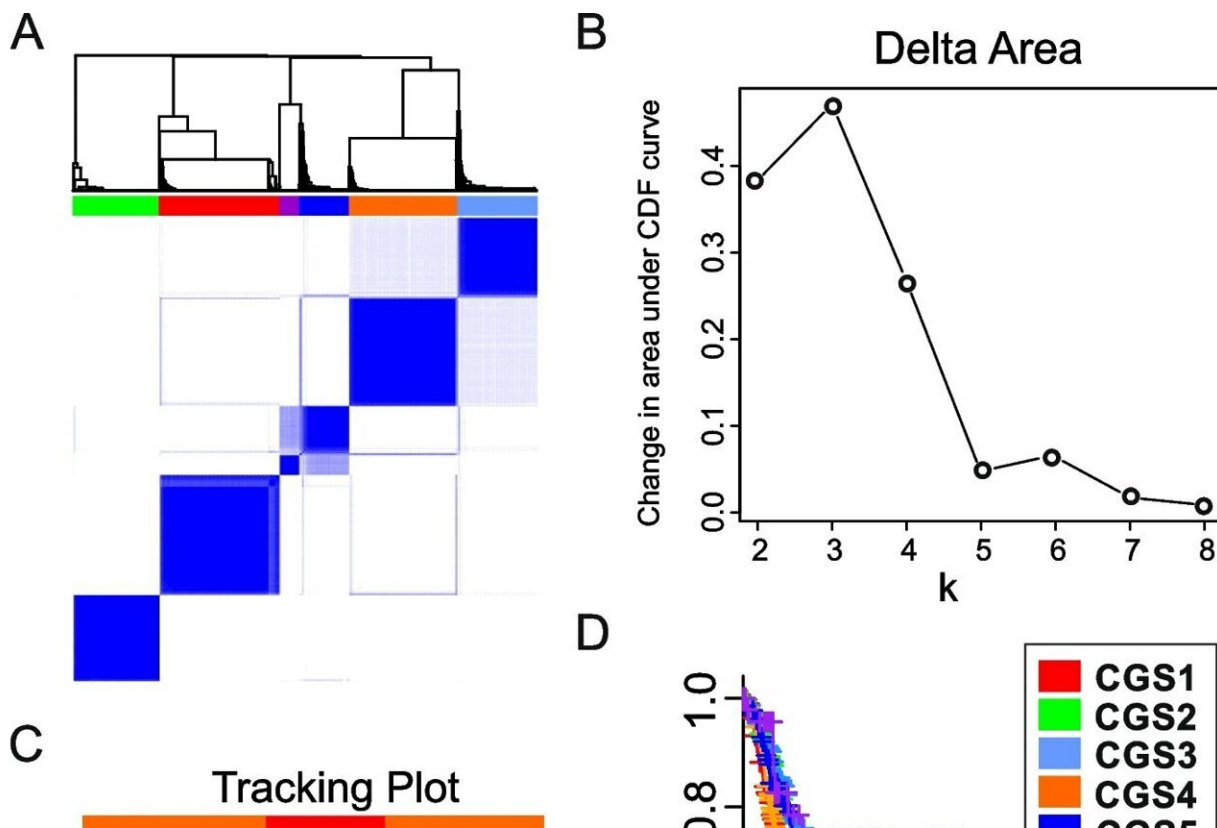 A
B
Delta Area
Change in area under CDF curve
0.4
0.3
0.2
0.1
0.0
2 3 4 5 6 7 8
k
C
Tracking Plot
D
1.0
0.8
CGS1
CGS2
CGS3
CGS4
CGS5